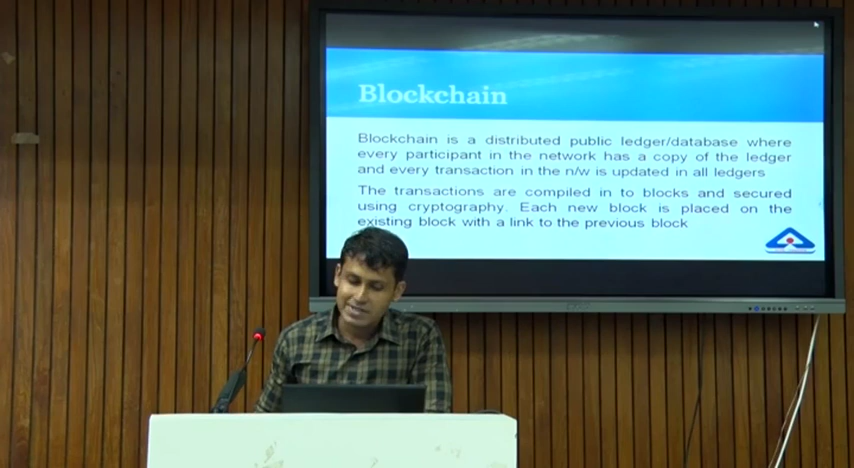 Blockchain
Blockchain is a distributed public ledger/database where
every participant in the network has a copy of the ledger
and every transaction in the n/w is updated in all ledgers
The transactions are compiled in to blocks and secured
using cryptography. Each new block is placed on the
existing block with a link to the previous block